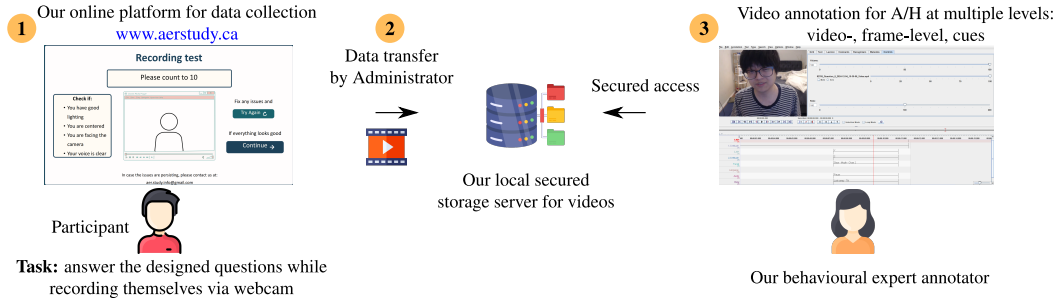 1
Our online platform for data collection
www.aerstudy.ca
Recording test
Please count to 10
Check if:
• You have good
lighting
• You are centered
• You are facing the
camera
• Your voice is clear
Fix any issues and
Try Again
if everything looks good
Continue →
In case the issues are persisting, please contact us at:
aer.study.info@gmail.com
Participant
Task: answer the designed questions while
recording themselves via webcam
2
Data transfer
by Administrator
Our local secured
storage server for videos
Secured access
3
Video annotation for A/H at multiple levels:
video-, frame-level, cues
Our behavioural expert annotator